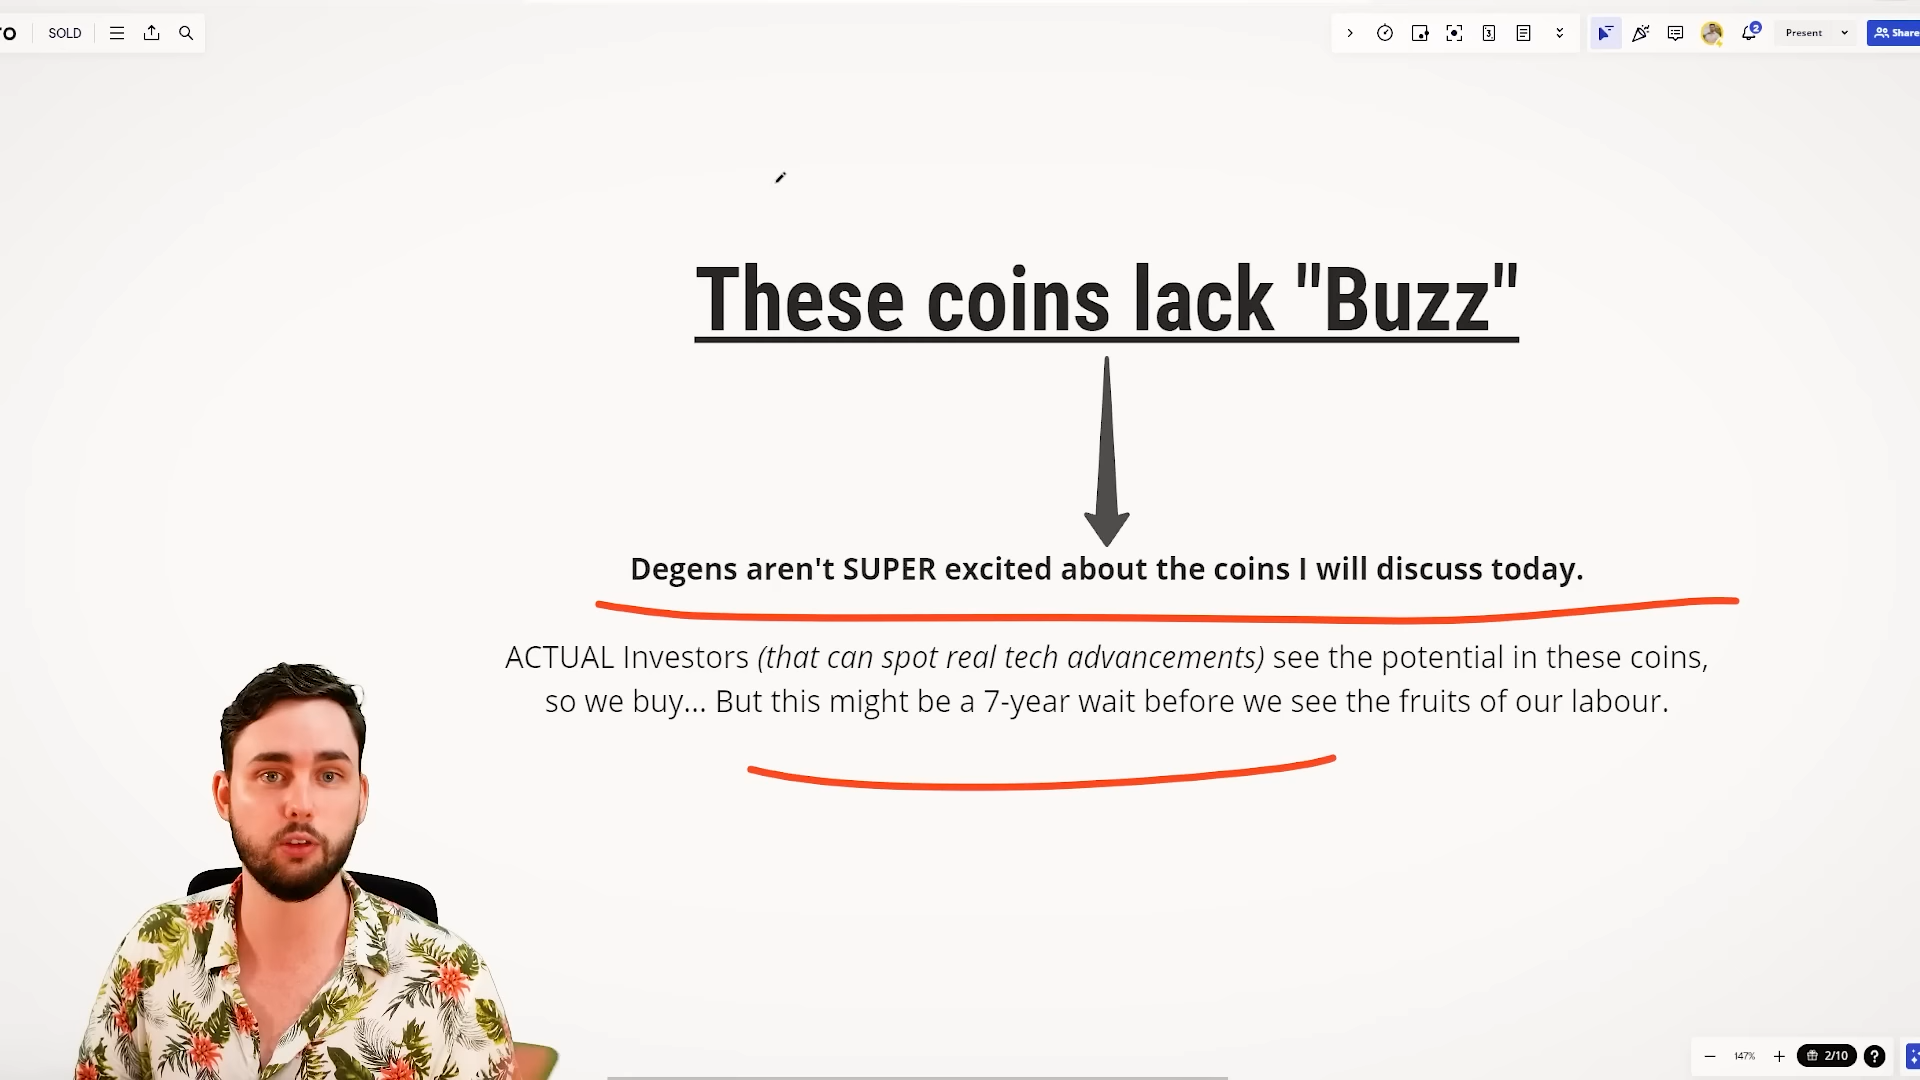 SOLD
3
2
Present
Share
These coins lack "Buzz"
Degens aren't SUPER excited about the coins I will discuss today.
ACTUAL Investors (that can spot real tech advancements) see the potential in these coins,
so we buy... But this might be a 7-year wait before we see the fruits of our labour.
147%
2/10
?